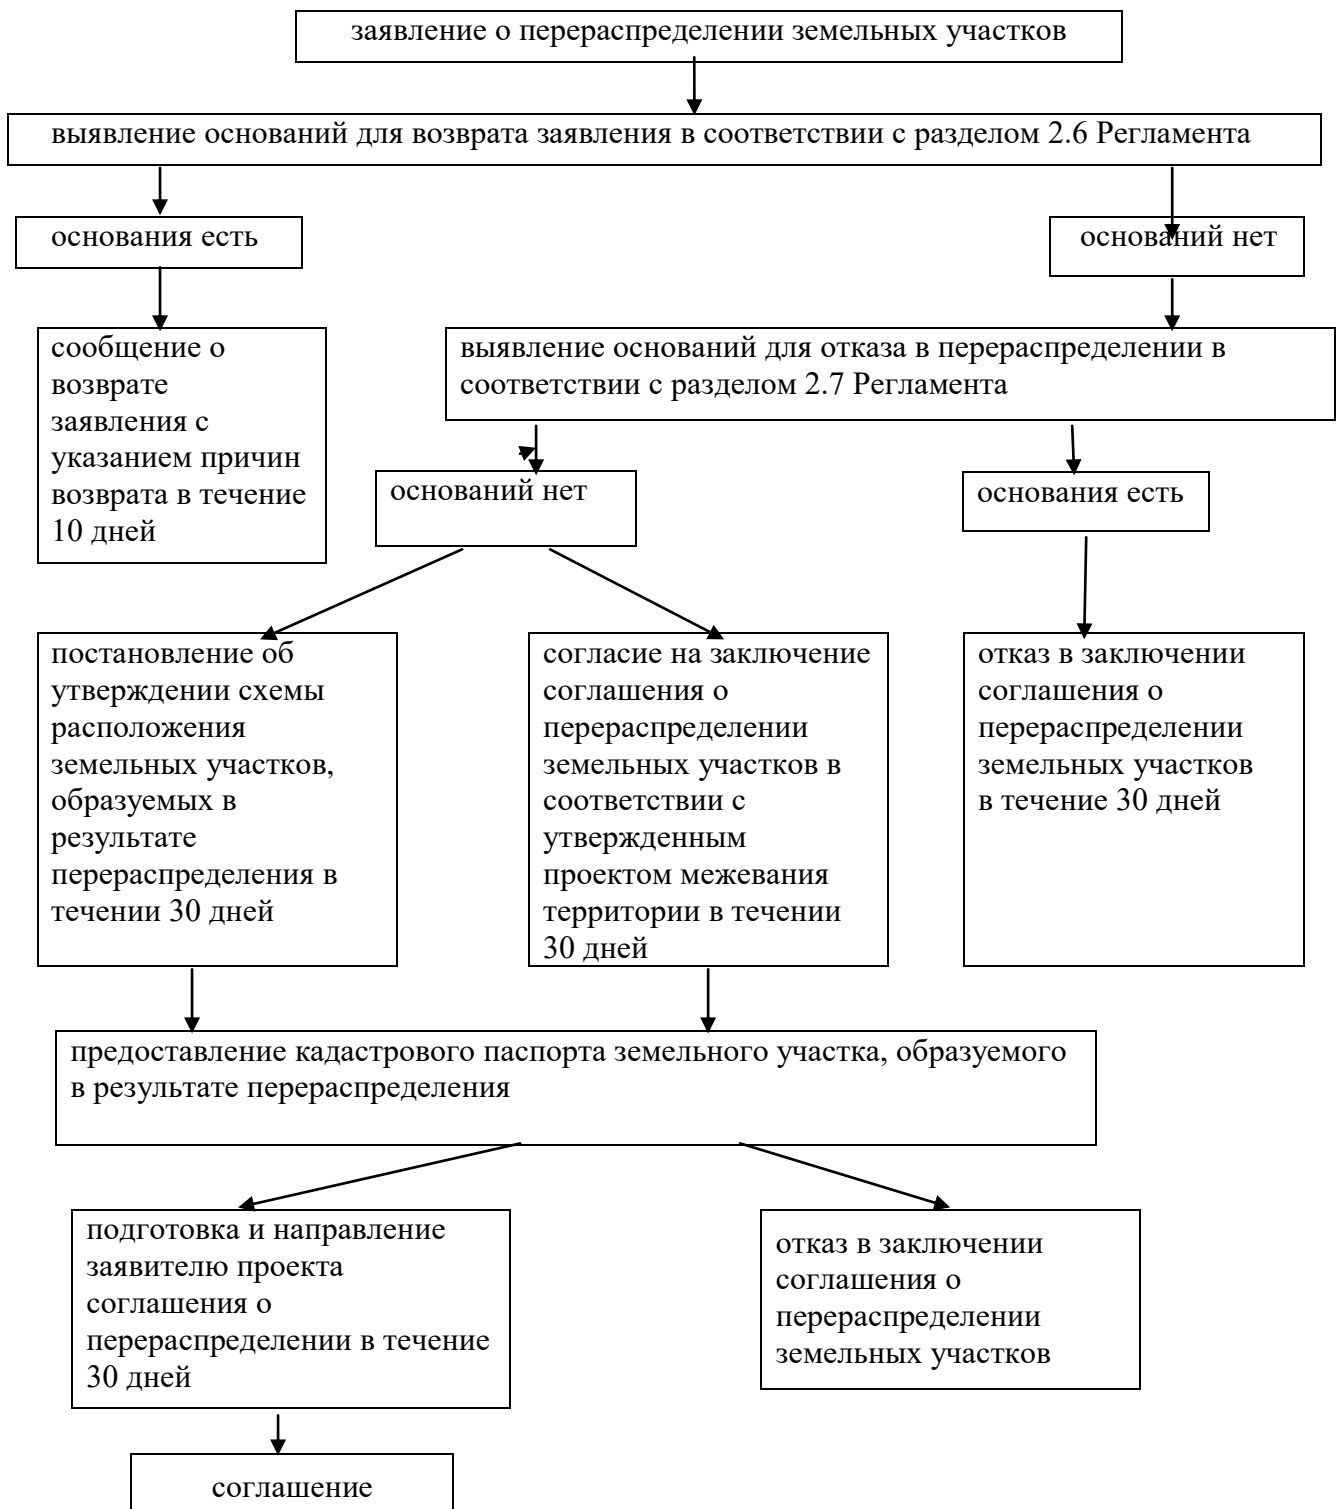 заявление о перераспределении земельных участков
выявление оснований для возврата заявления в соответствии с разделом 2.6 Регламента
основания есть
оснований нет
сообщение о
возврате
заявления с
указанием причин
возврата в течение
10 дней
выявление оснований для отказа в перераспределении в
соответствии с разделом 2.7 Регламента
оснований нет
основания есть
постановление об
утверждении схемы
расположения
земельных участков,
образуемых в
результате
перераспределения в
течении 30 дней
согласие на заключение
соглашения о
перераспределении
земельных участков в
соответствии с
утвержденным
проектом межевания
территории в течении
30 дней
отказ в заключении
соглашения о
перераспределении
земельных участков
в течение 30 дней
предоставление кадастрового паспорта земельного участка, образуемого
в результате перераспределения
подготовка и направление
заявителю проекта
соглашения о
перераспределении в течение
30 дней
отказ в заключении
соглашения о
перераспределении
земельных участков
соглашение